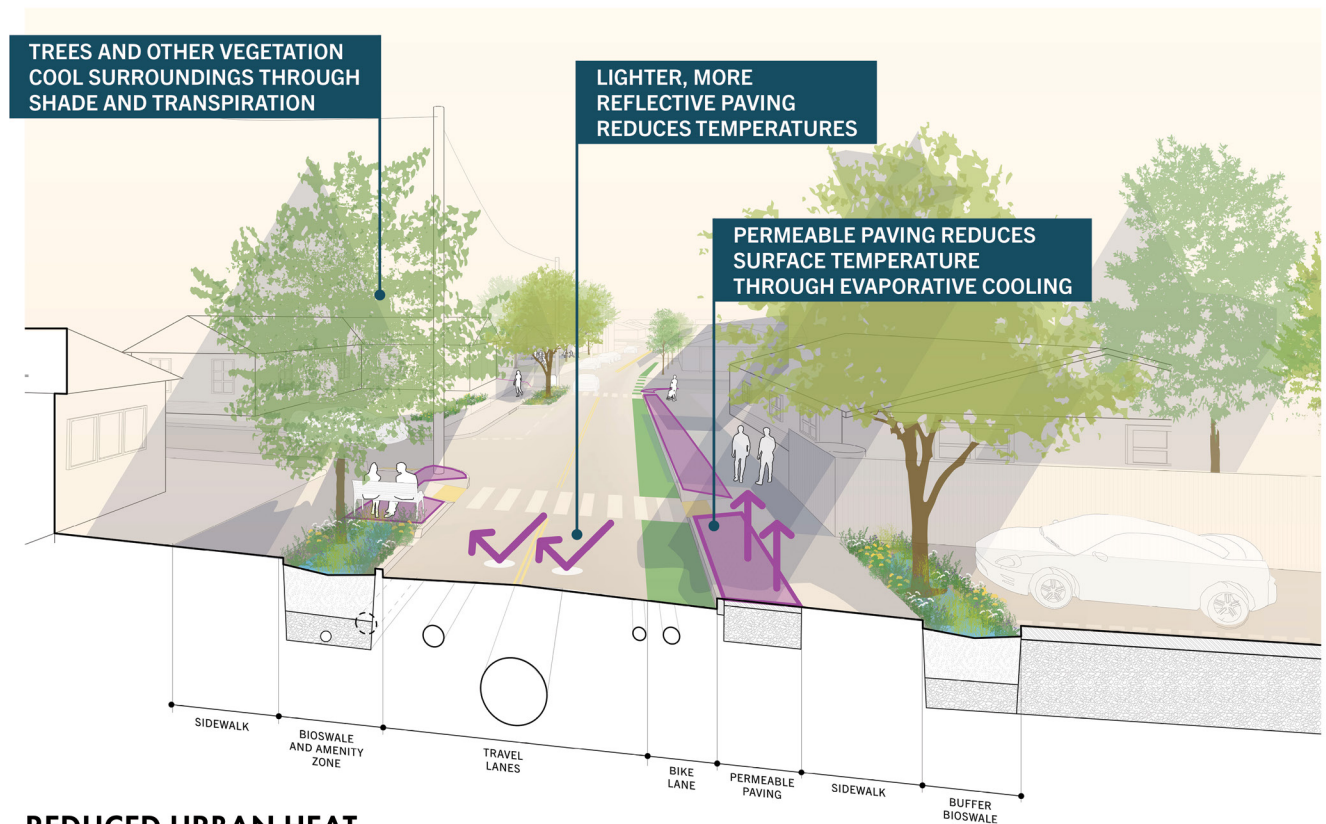 TREES AND OTHER VEGETATION
COOL SURROUNDINGS THROUGH
SHADE AND TRANSPIRATION
LIGHTER, MORE
REFLECTIVE PAVING
REDUCES TEMPERATURES
PERMEABLE PAVING REDUCES
SURFACE TEMPERATURE
THROUGH EVAPORATIVE COOLING
SIDEWALK
BIOSWALE
AND AMENITY
ZONE
TRAVEL
LANES
BIKE
LANE
PERMEABLE
PAVING
SIDEWALK
BUFFER
BIOSWALE
REDUCED URBAN HEAT